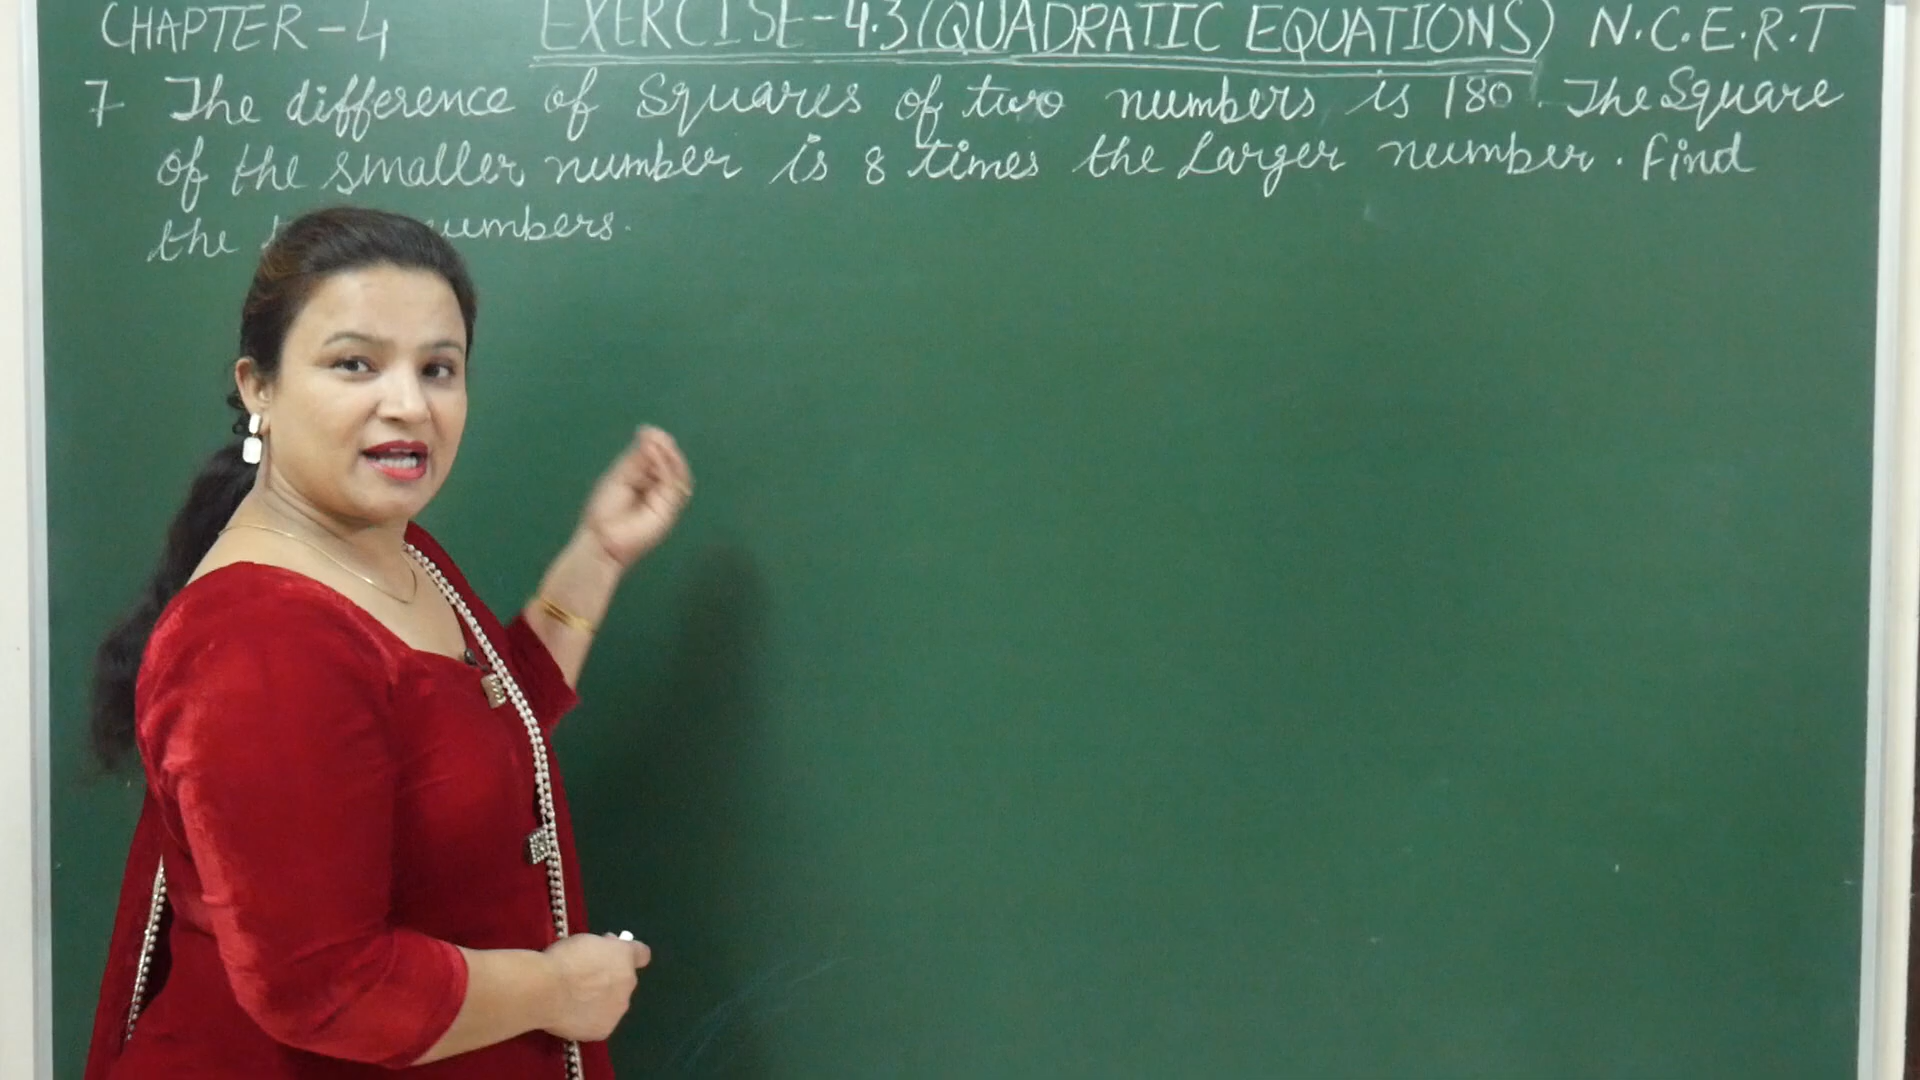 CHAPTER-4 EXERCISE-4.3 (QUADRATIC EQUATIONS) N.C.E.R.T
7 The difference of squares of two numbers is 180. The Square
of the smaller number is 8 times the Larger number. Find
the numbers.